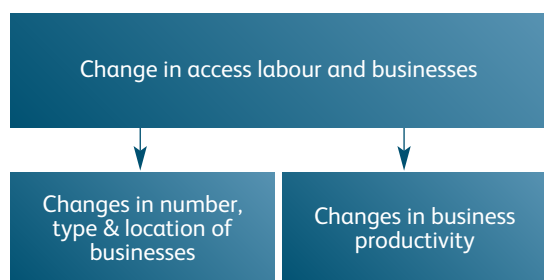 Change in access labour and businesses
Changes in number,
type & location of
businesses
Changes in business
productivity